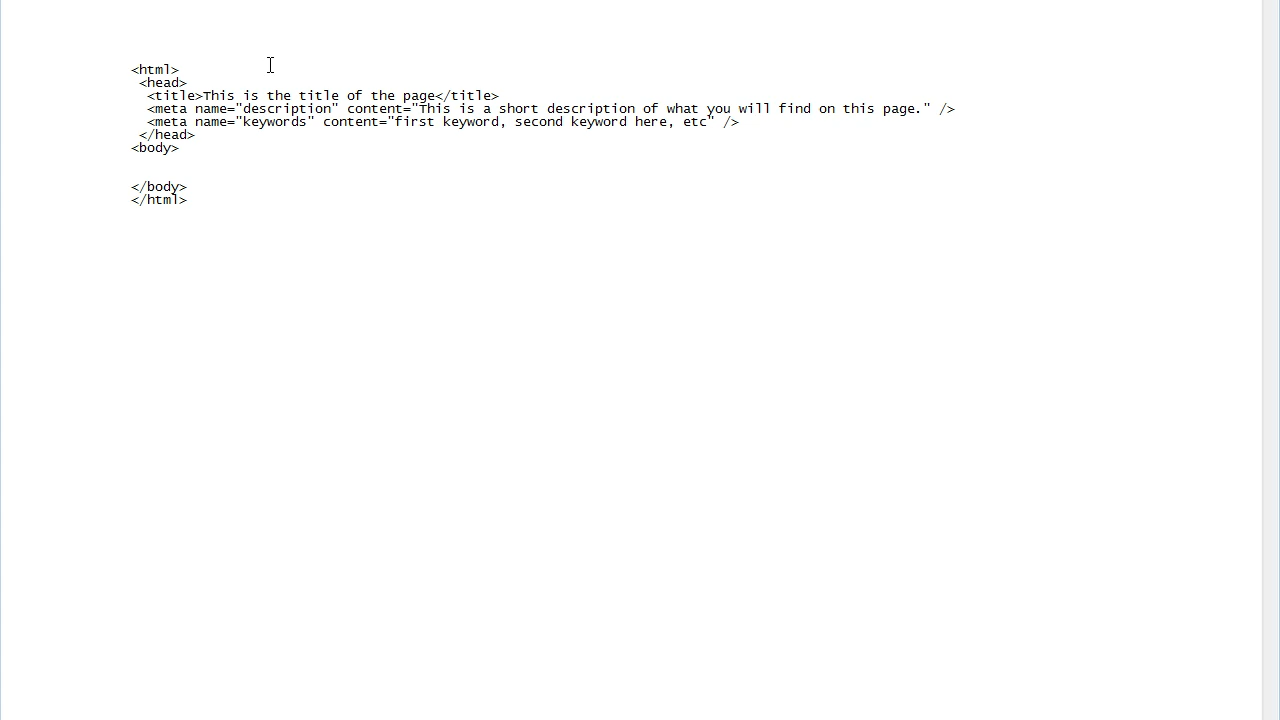 <html>
<head>
<title>This is the title of the page</title>
<meta name="description" content="This is a short description of what you will find on this page." />
<meta name="keywords" content="first keyword, second keyword here, etc" />
</head>
<body>
</body>
</html>